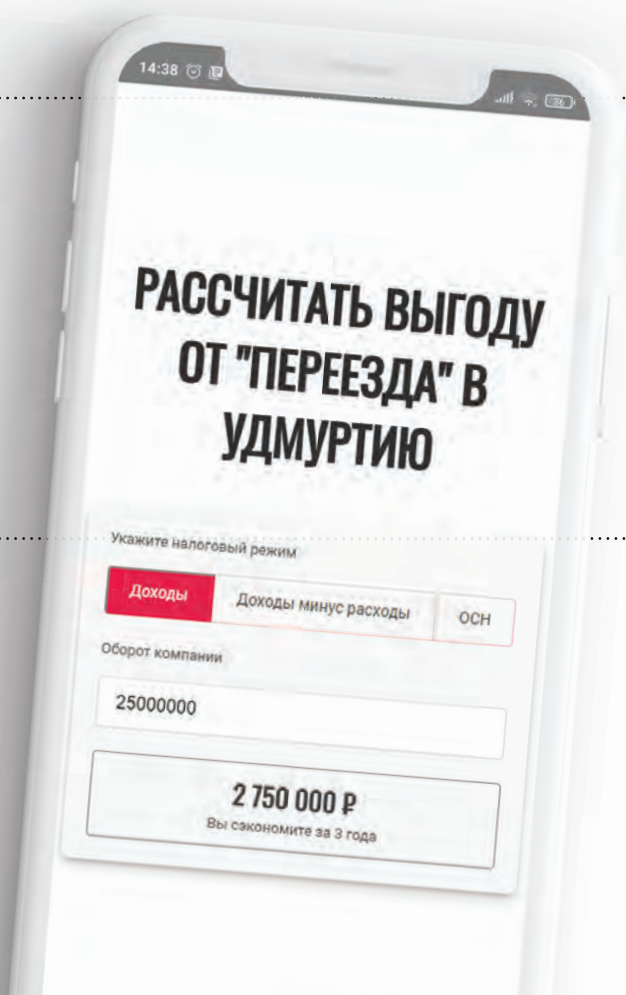 14:38
36
РАССЧИТАТЬ ВЫГОДУ
ОТ "ПЕРЕЕЗДА" В
УДМУРТИЮ
Укажите налоговый режим
Доходы
Доходы минус расходы
ОСН
Оборот компании
25000000
2 750 000 ₽
Вы сэкономите за 3 года